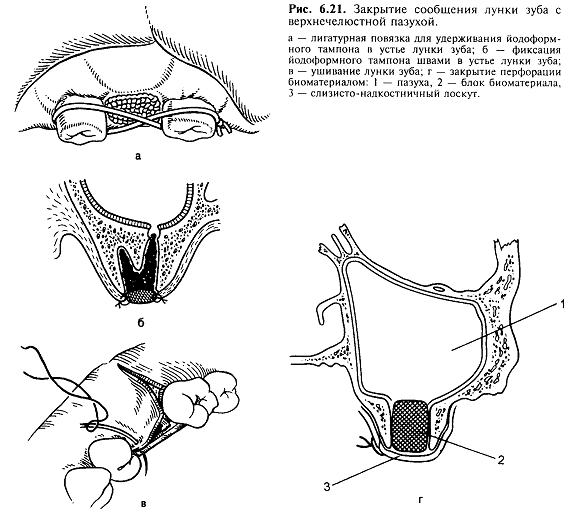 Рис. 6.21. Закрытие сообщения лунки зуба с
верхнечелюстной пазухой.
а — лигатурная повязка для удерживания йодоформ-
ного тампона в устье лунки зуба; б — фиксация
йодоформного тампона швами в устье лунки зуба;
в — ушивание лунки зуба; г — закрытие перфорации
биоматериалом: 1 — пазуха, 2 — блок биоматериала,
3 — слизисто-надкостничный лоскут.
а
б
1
в
3
2
г